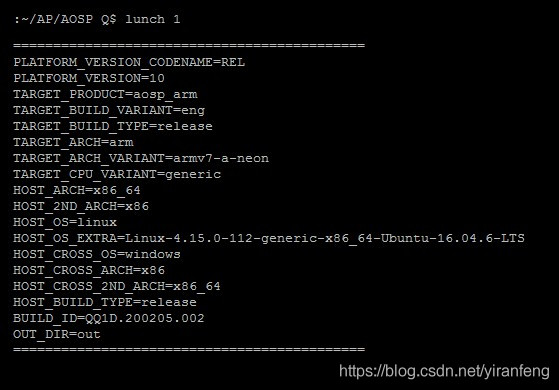 :~/AP/AOSP Q$ lunch 1
============================================
PLATFORM_VERSION_CODENAME=REL
PLATFORM_VERSION=10
TARGET_PRODUCT=aosp_arm
TARGET_BUILD_VARIANT=eng
TARGET_BUILD_TYPE=release
TARGET_ARCH=arm
TARGET_ARCH_VARIANT=armv7-a-neon
TARGET_CPU_VARIANT=generic
HOST_ARCH=x86_64
HOST_2ND_ARCH=x86
HOST_OS=linux
HOST_OS_EXTRA=Linux-4.15.0-112-generic-x86_64-Ubuntu-16.04.6-LTS
HOST_CROSS_OS=windows
HOST_CROSS_ARCH=x86
HOST_CROSS_2ND_ARCH=x86_64
HOST_BUILD_TYPE=release
BUILD_ID=QQ1D.200205.002
OUT_DIR=out
============================================
https://blog.csdn.net/yiranfeng